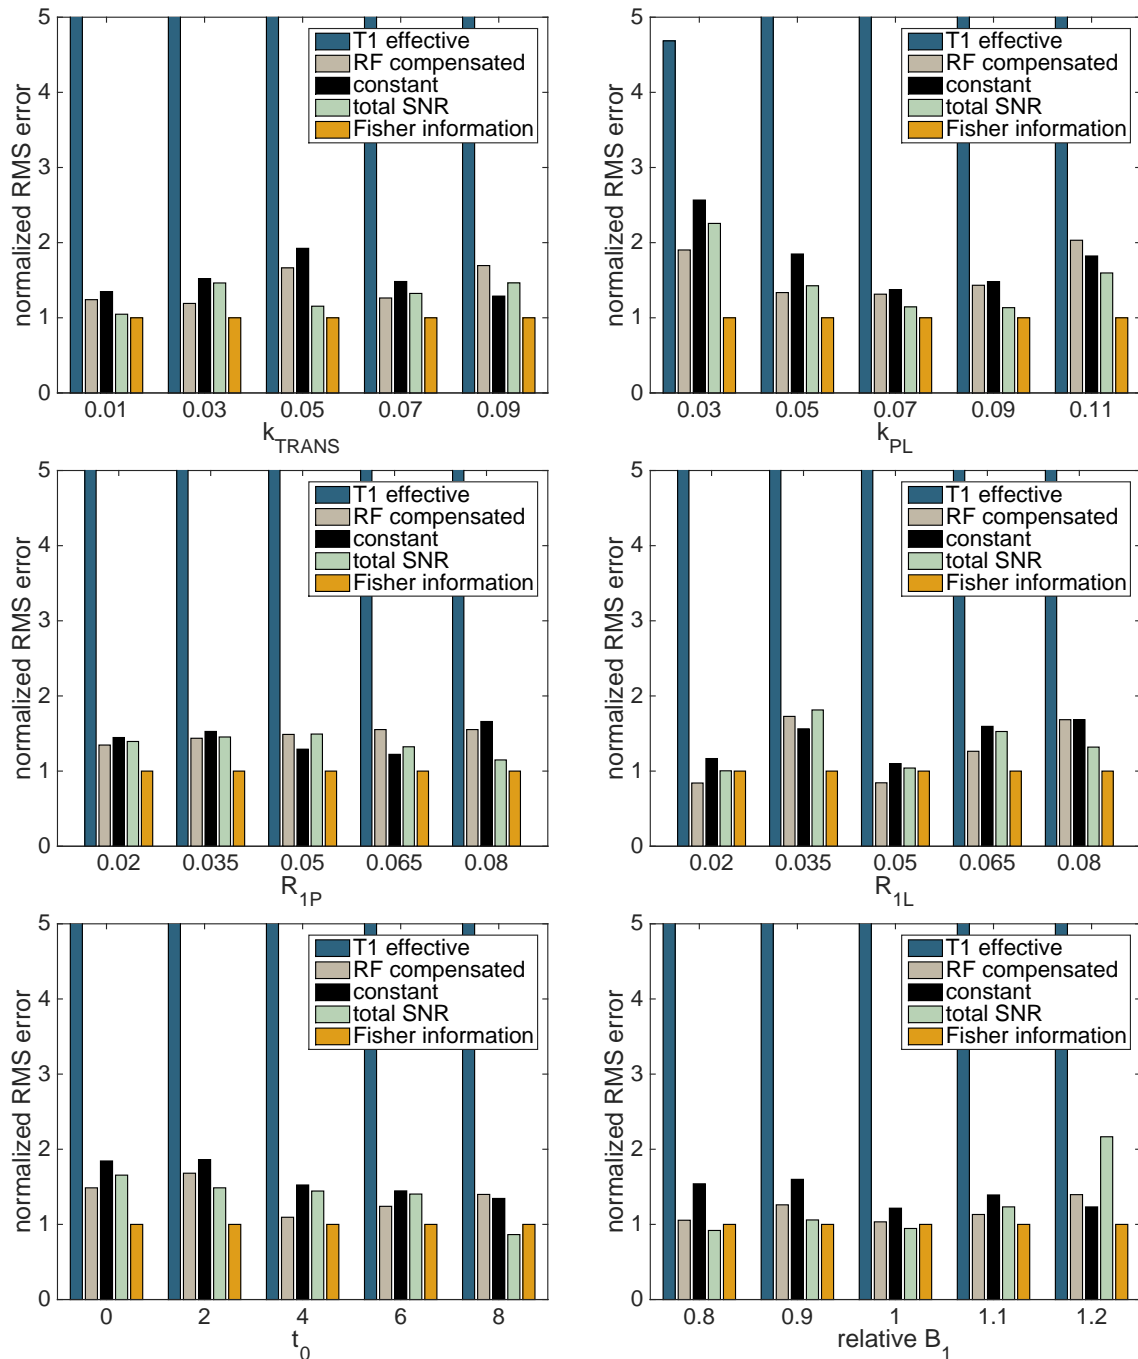 5
4
3
2
1
0
normalized RMS error
T1 effective
RF compensated
constant
total SNR
Fisher information
0.01 0.03 0.05 0.07 0.09
k_TRANS
5
4
3
2
1
0
normalized RMS error
T1 effective
RF compensated
constant
total SNR
Fisher information
0.03 0.05 0.07 0.09 0.11
k_PL
5
4
3
2
1
0
normalized RMS error
T1 effective
RF compensated
constant
total SNR
Fisher information
0.02 0.035 0.05 0.065 0.08
R_1P
5
4
3
2
1
0
normalized RMS error
T1 effective
RF compensated
constant
total SNR
Fisher information
0.02 0.035 0.05 0.065 0.08
R_1L
5
4
3
2
1
0
normalized RMS error
T1 effective
RF compensated
constant
total SNR
Fisher information
0 2 4 6 8
t_0
5
4
3
2
1
0
normalized RMS error
T1 effective
RF compensated
constant
total SNR
Fisher information
0.8 0.9 1 1.1 1.2
relative B_1